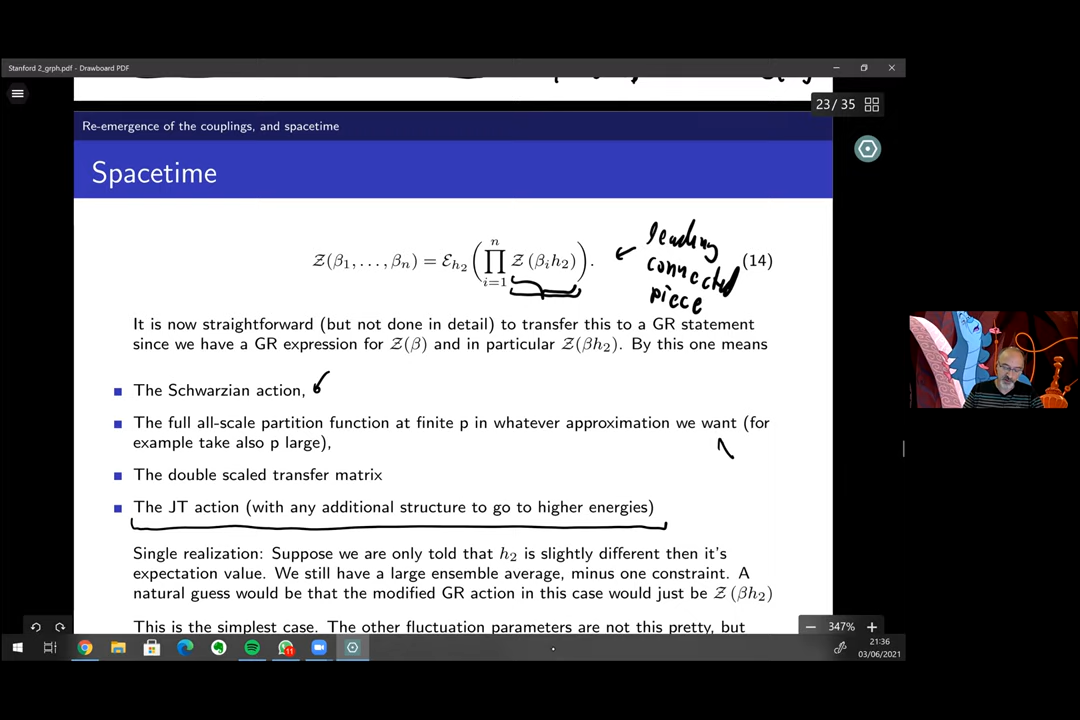 Stanford 2_grph.pdf - Drawboard PDF
23/35
Re-emergence of the couplings, and spacetime
Spacetime
leading
connected
piece
𝒵(β₁, …, βₙ) = ℰₕ₂ (∏ⁿᵢ₌₁ 𝒵 (βᵢh₂)). (14)
It is now straightforward (but not done in detail) to transfer this to a GR statement
since we have a GR expression for 𝒵(β) and in particular 𝒵(βh₂). By this one means
■ The Schwarzian action,
■ The full all-scale partition function at finite p in whatever approximation we want (for
example take also p large),
■ The double scaled transfer matrix
■ The JT action (with any additional structure to go to higher energies)
Single realization: Suppose we are only told that h₂ is slightly different then it's
expectation value. We still have a large ensemble average, minus one constraint. A
natural guess would be that the modified GR action in this case would just be 𝒵 (βh₂)
This is the simplest case. The other fluctuation parameters are not this pretty, but
347%
11
21:36
03/06/2021